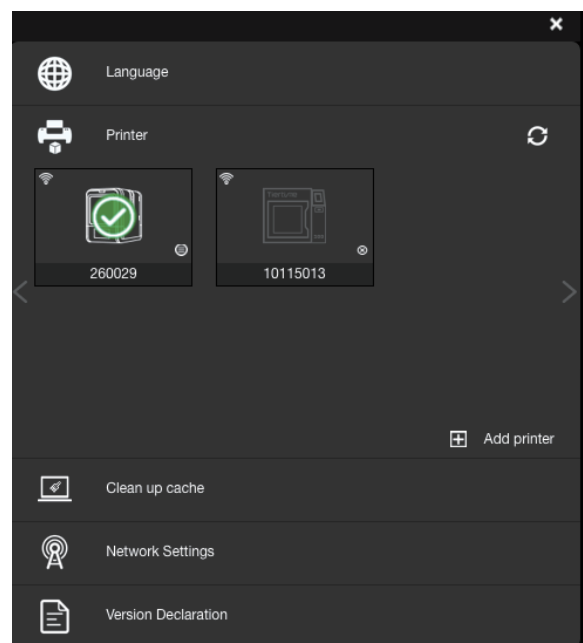 Language
Printer
260029
10115013
Add printer
Clean up cache
Network Settings
Version Declaration